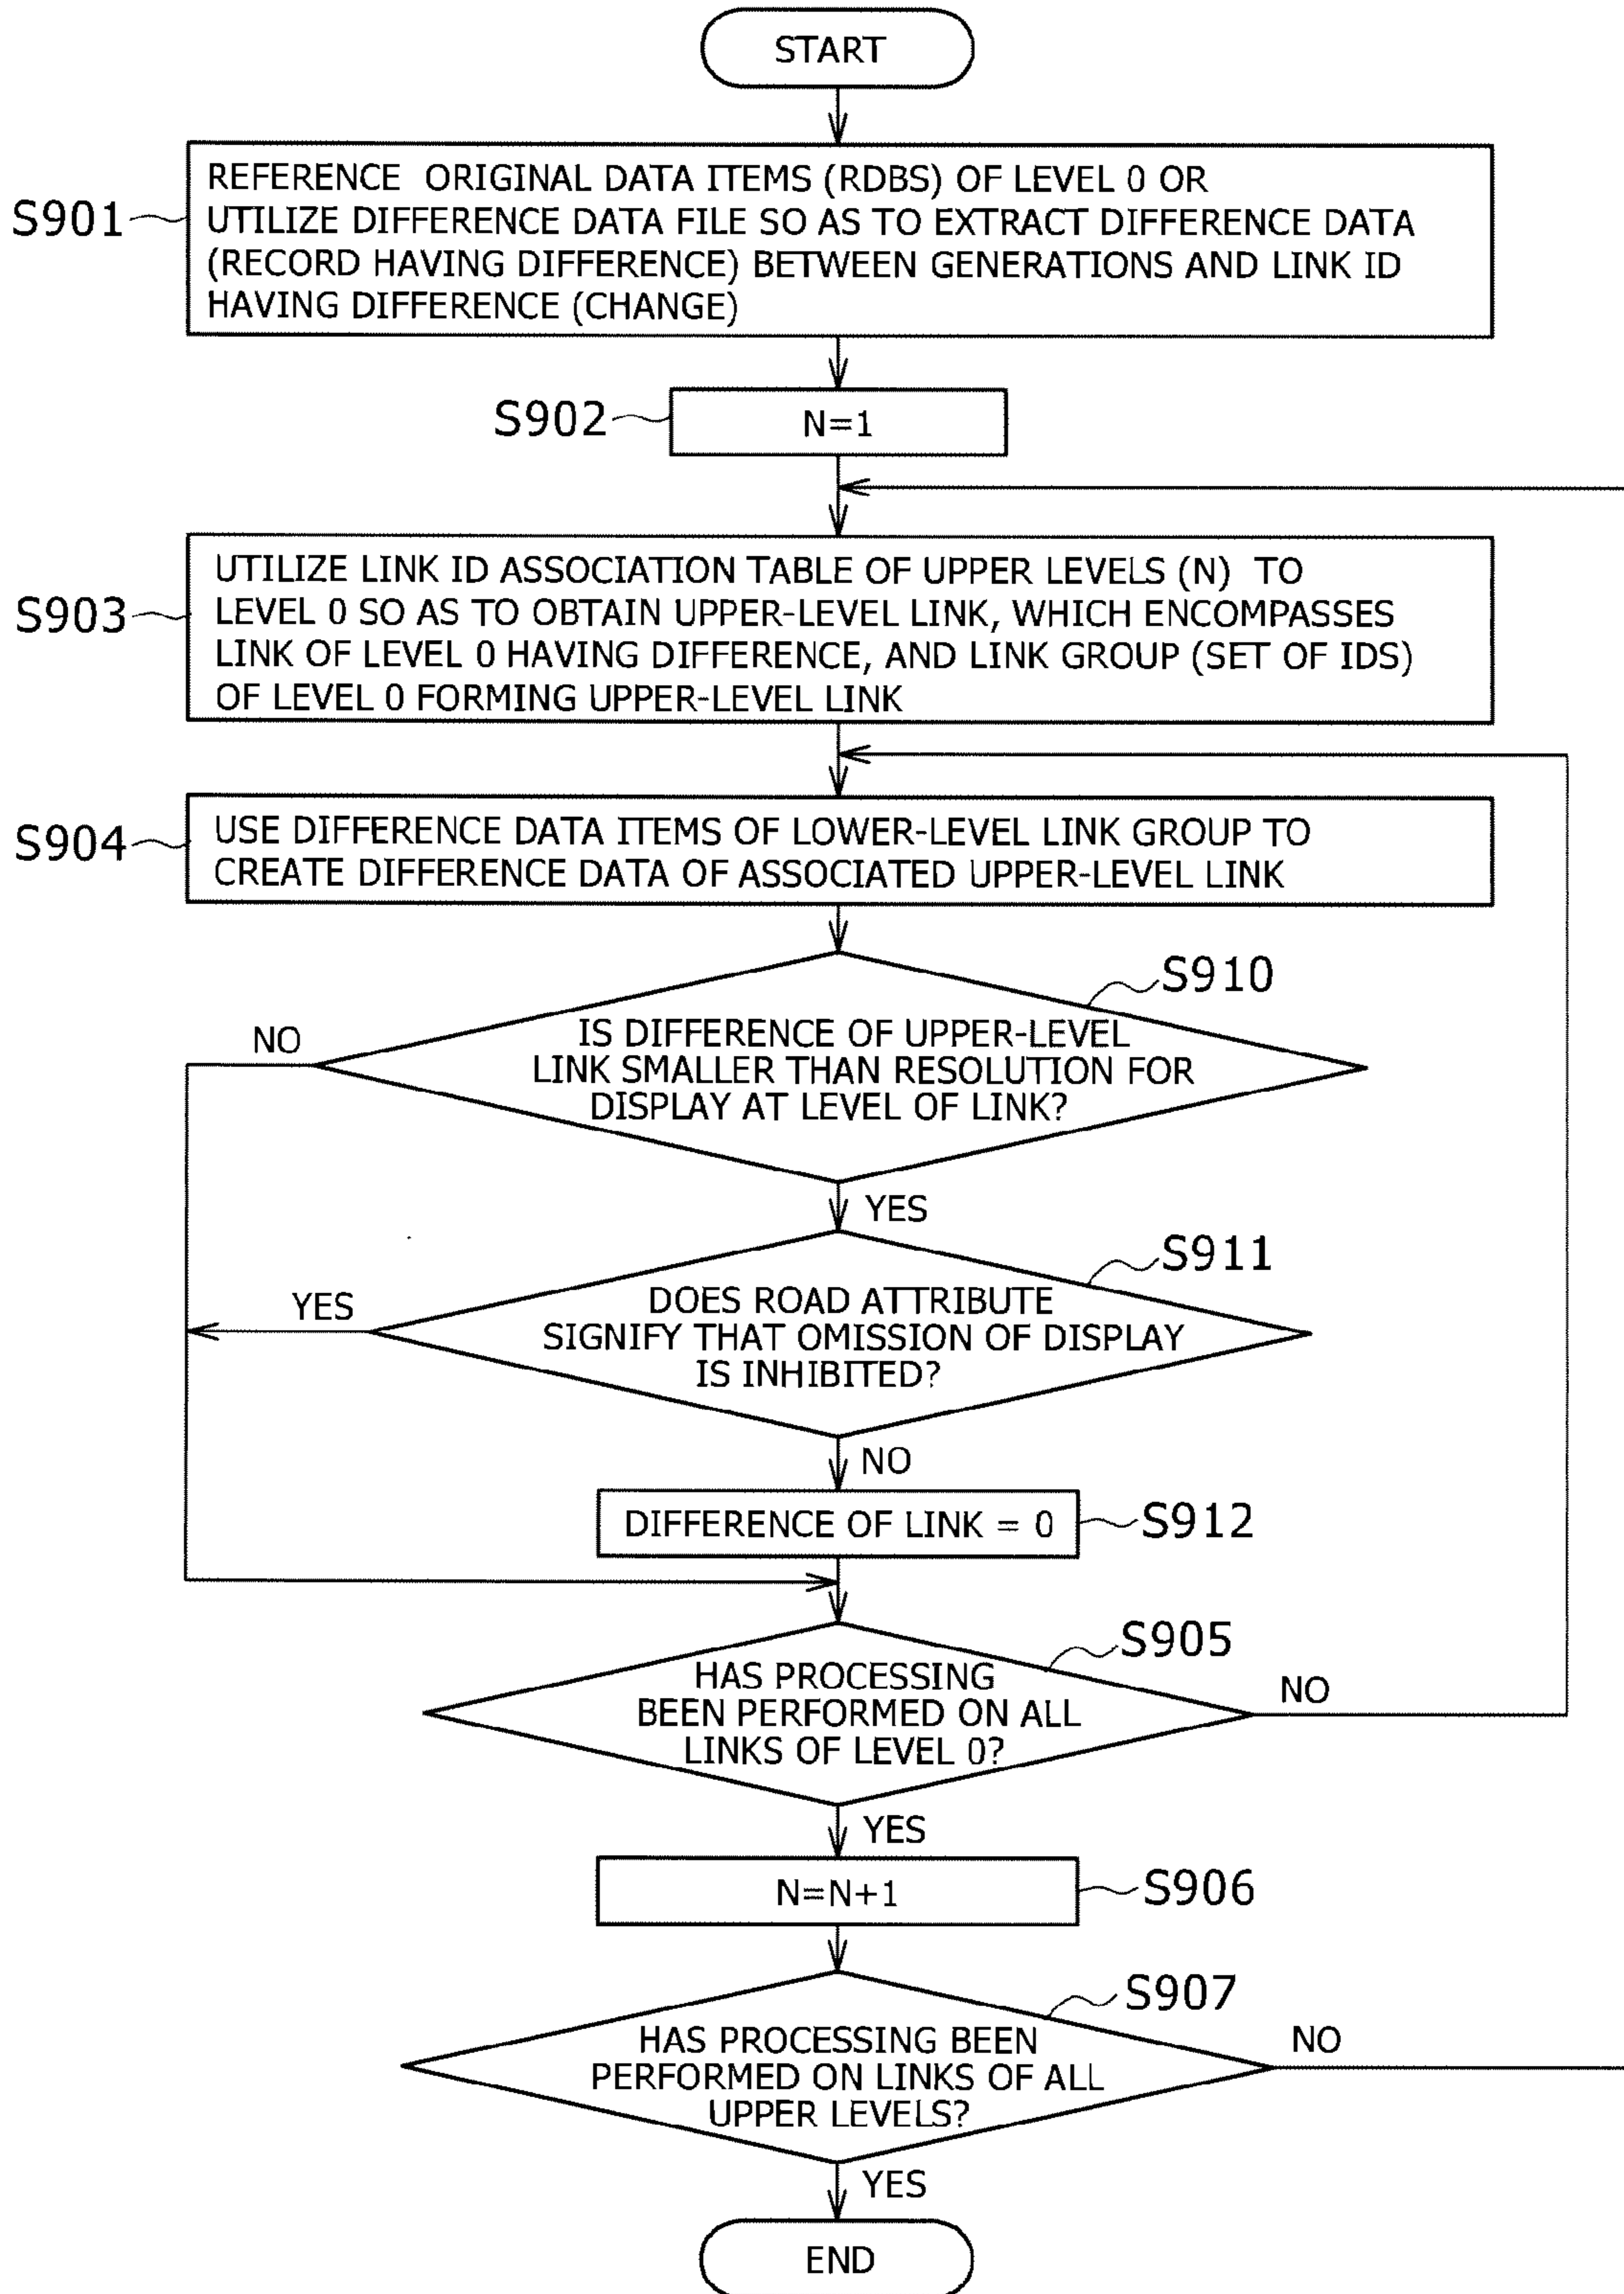 START
S901
REFERENCE ORIGINAL DATA ITEMS (RDBS) OF LEVEL 0 OR
UTILIZE DIFFERENCE DATA FILE SO AS TO EXTRACT DIFFERENCE DATA
(RECORD HAVING DIFFERENCE) BETWEEN GENERATIONS AND LINK ID
HAVING DIFFERENCE (CHANGE)
S902
N=1
S903
UTILIZE LINK ID ASSOCIATION TABLE OF UPPER LEVELS (N) TO
LEVEL 0 SO AS TO OBTAIN UPPER-LEVEL LINK, WHICH ENCOMPASSES
LINK OF LEVEL 0 HAVING DIFFERENCE, AND LINK GROUP (SET OF IDS)
OF LEVEL 0 FORMING UPPER-LEVEL LINK
S904
USE DIFFERENCE DATA ITEMS OF LOWER-LEVEL LINK GROUP TO
CREATE DIFFERENCE DATA OF ASSOCIATED UPPER-LEVEL LINK
S910
NO
IS DIFFERENCE OF UPPER-LEVEL
LINK SMALLER THAN RESOLUTION FOR
DISPLAY AT LEVEL OF LINK?
YES
S911
YES
DOES ROAD ATTRIBUTE
SIGNIFY THAT OMISSION OF DISPLAY
IS INHIBITED?
NO
DIFFERENCE OF LINK = 0
S912
S905
HAS PROCESSING
BEEN PERFORMED ON ALL
LINKS OF LEVEL 0?
NO
YES
N=N+1
S906
S907
HAS PROCESSING BEEN
PERFORMED ON LINKS OF ALL
UPPER LEVELS?
NO
YES
END